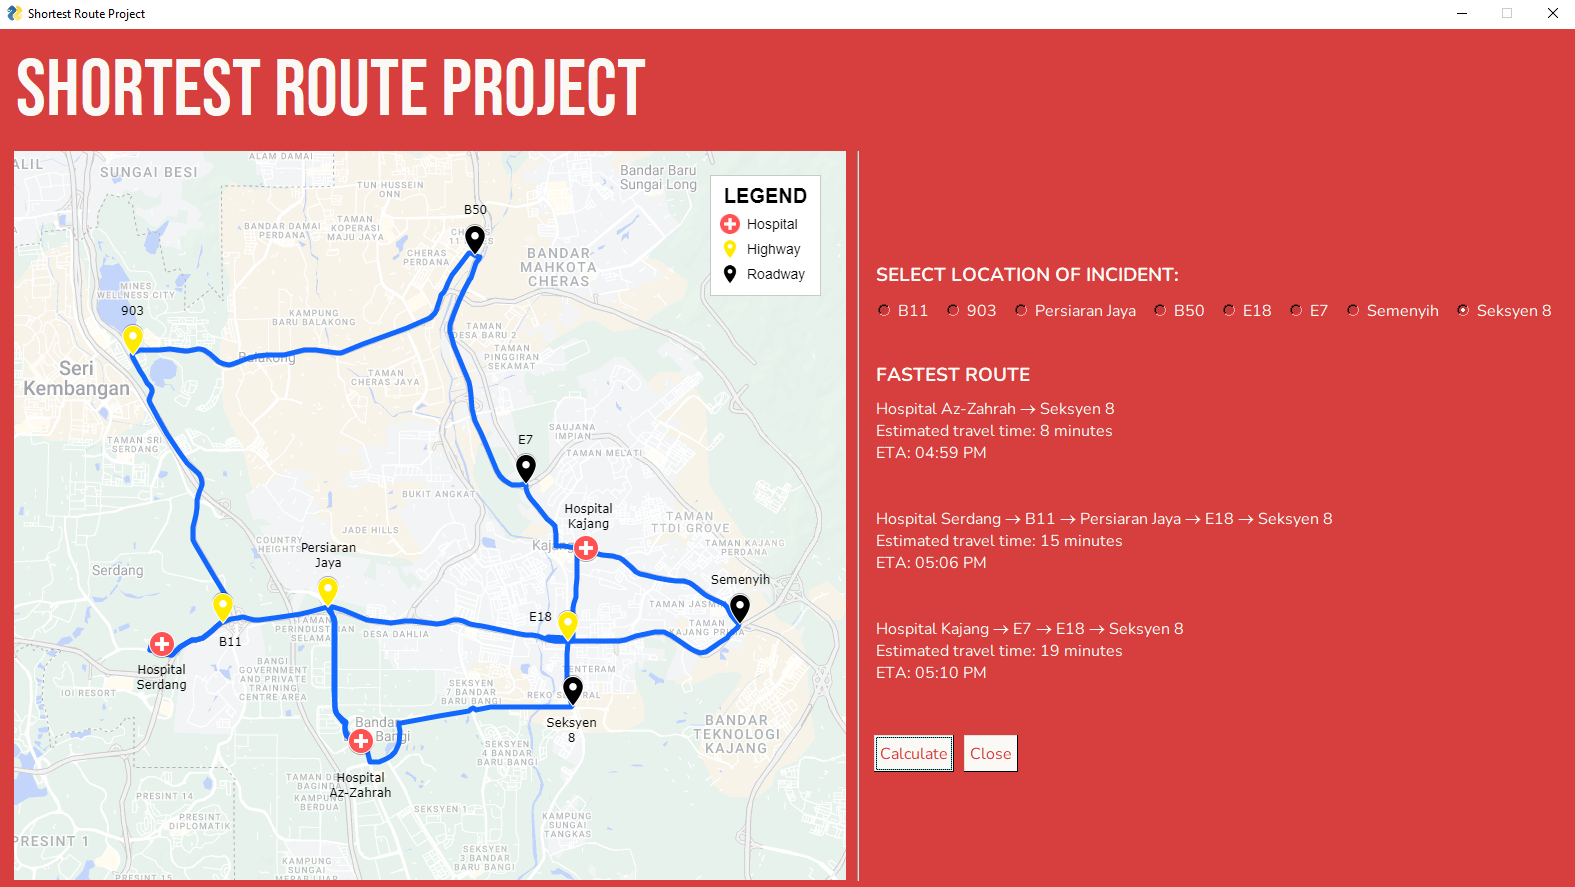 Shortest Route Project
SHORTEST ROUTE PROJECT
ALIL
ALAM DAMAI
SUNGAI BESI
TUN HUSSEIN
ONN
Bandar Baru
Sungai Long
LEGEND
Hospital
Highway
Roadway
B50
BANDAR DAMAI
PERDANA
TAMAN
KOPERASI
MAJU JAYA
CHERAS
PERDANA
BANDAR
MAHKOTA
CHERAS
MINES
WELLNESS CITY
903
KAMPUNG
BARU BALAKONG
TAMAN
DESA BARU 2
TAMAN
PINGGIRAN
SEKAMAT
Balakong
Seri
Kembangan
TAMAN
CHERAS JAYA
TAMAN SRI
SERDANG
E7
SAUJANA
IMPIAN
TAMAN MELATI
BUKIT ANGKAT
Hospital
Kajang
TAMAN
TTDI GROVE
JADE HILLS
COUNTRY
HEIGHTS
Persiaran
Jaya
TAMAN KAJANG
PERDANA
Serdang
Semenyih
TAMAN JASMIN
E18
B11
DESA DAHLIA
TAMAN
KAJANG PRIMA
Hospital
Serdang
BANGI
GOVERNMENT
AND PRIVATE
TRAINING
CENTRE AREA
IOI RESORT
SEKSYEN
7 BANDAR
BARU BANGI
Seksyen
8
BANDAR
TEKNOLOGI
KAJANG
SEKSYEN
4 BANDAR
BARU BANGI
Hospital
Az-Zahrah
KAMPUNG
BERDUA
PRESINT 14
PRESINT
DIPLOMATIK
SEKSYEN 1
KAMPUNG
SUNGAI
TANGKAS
PRESINT 1
SEKSYEN
3 BANDAR
BARU BANGI
KAMPUNG
SUNGAI
PRESINT 15
SELECT LOCATION OF INCIDENT:
B11 903 Persiaran Jaya B50 E18 E7 Semenyih Seksyen 8
FASTEST ROUTE
Hospital Az-Zahrah → Seksyen 8
Estimated travel time: 8 minutes
ETA: 04:59 PM
Hospital Serdang → B11 → Persiaran Jaya → E18 → Seksyen 8
Estimated travel time: 15 minutes
ETA: 05:06 PM
Hospital Kajang → E7 → E18 → Seksyen 8
Estimated travel time: 19 minutes
ETA: 05:10 PM
Calculate Close